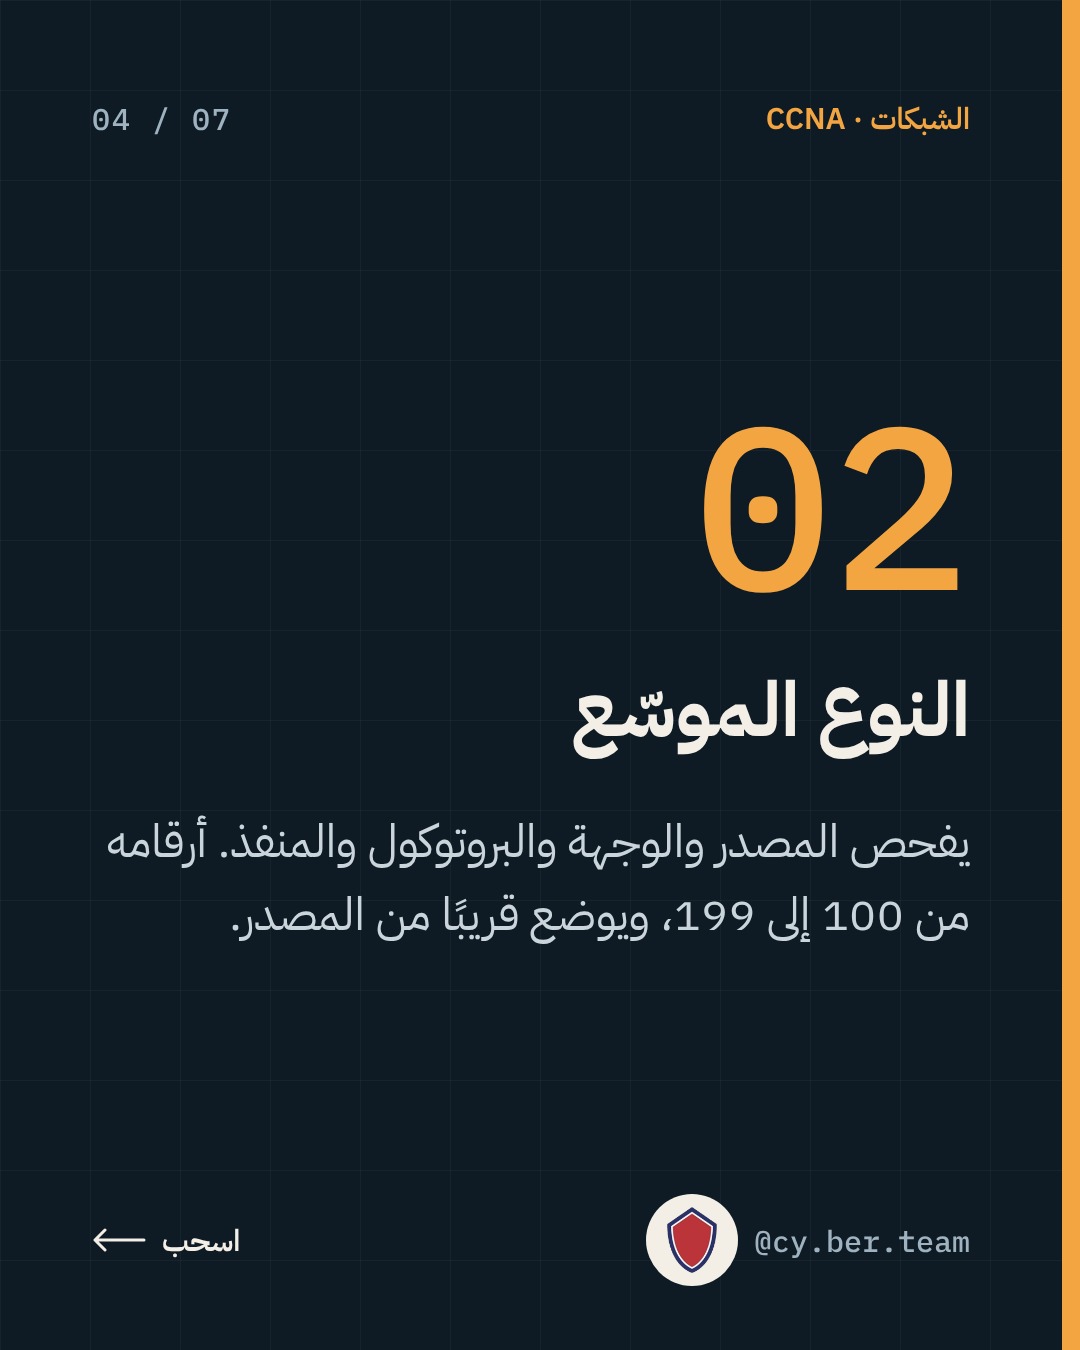 الشبكات · CCNA
04 / 07
02
النوع الموسّع
يفحص المصدر والوجهة والبروتوكول والمنفذ. أرقامه
من 100 إلى 199، ويوضع قريبًا من المصدر.
@cy.ber.team
اسحب ←